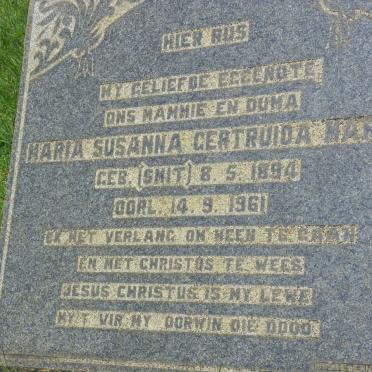 HIER RUS
MY GELIEFDE EGGENOTE
ONS MAMMIE EN OUMA
MARIA SUSANNA GERTRUIDA
GEB. (SMIT) 8. 5. 1894
OORL. 14. 9. 1961
EK HET VERLANG OM HEEN TE GAAN
EN MET CHRISTUS TE WEES
JESUS CHRISTUS IS MY LEWE
HY'T VIR MY OORWIN DIE DOOD